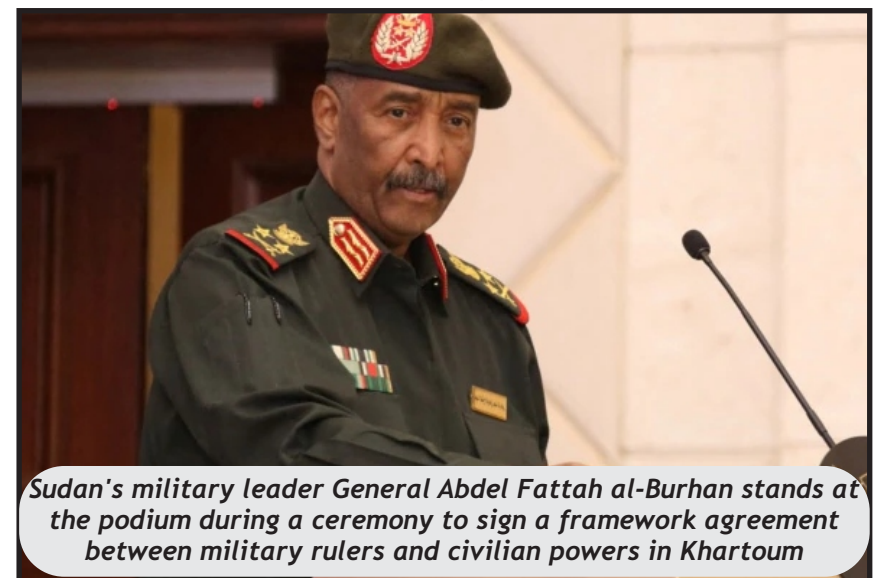 Sudan's military leader General Abdel Fattah al-Burhan stands at
the podium during a ceremony to sign a framework agreement
between military rulers and civilian powers in Khartoum